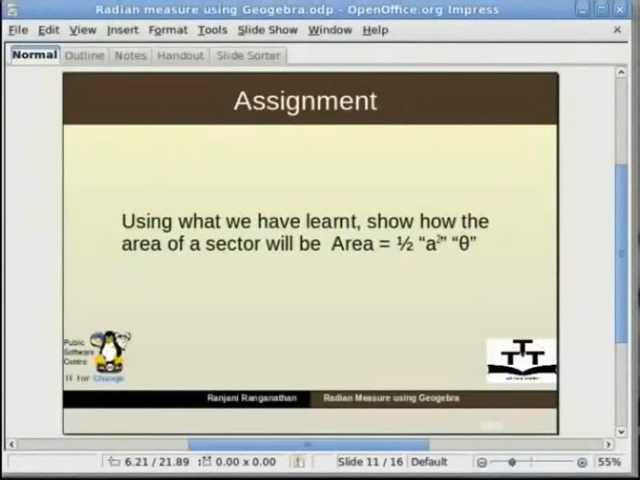 Radian measure using Geogebra.odp - OpenOffice.org Impress
File Edit View Insert Format Tools Slide Show Window Help
Normal Outline Notes Handout Slide Sorter
Assignment
Using what we have learnt, show how the
area of a sector will be Area = ½ “a²” “θ”
Public
Software
Centre
IT for Change
TTT
Ranjani Ranganathan Radian Measure using Geogebra
6.21 / 21.89 0.00 x 0.00 Slide 11 / 16 Default 55%